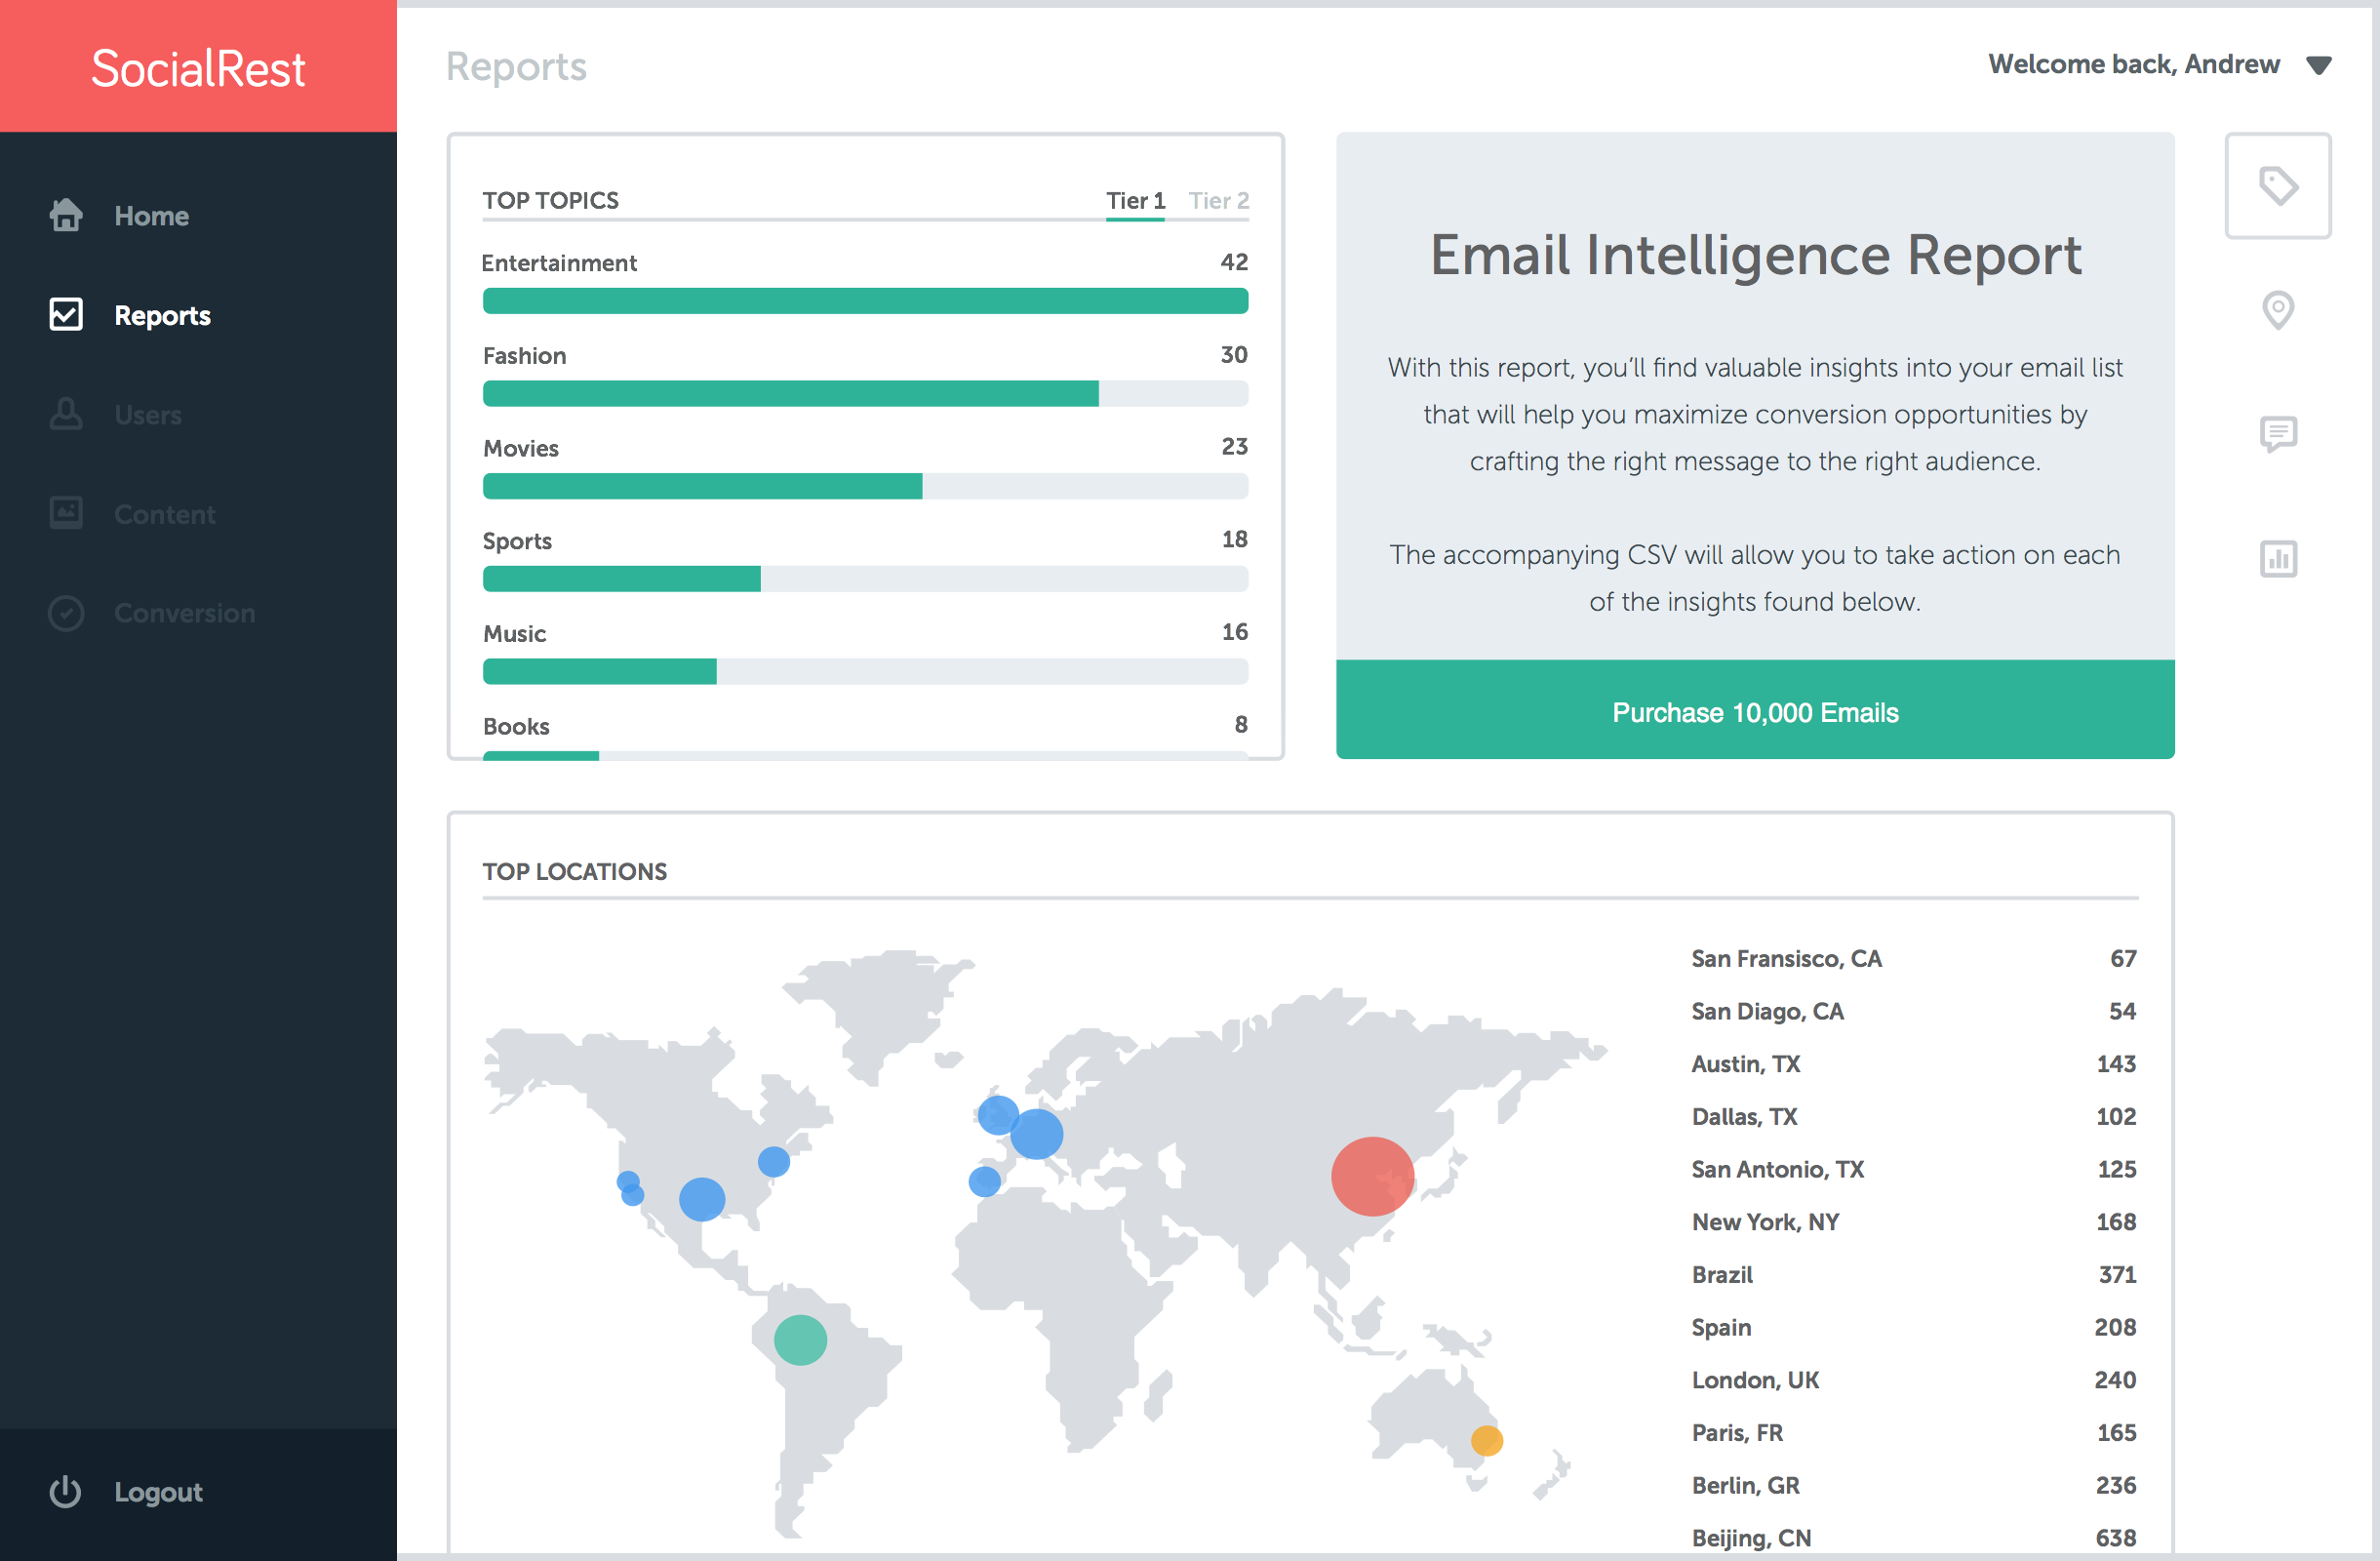 SocialRest
Home
Reports
Users
Content
Conversion
Logout
Reports
Welcome back, Andrew
TOP TOPICS
Tier 1 Tier 2
Entertainment 42
Fashion 30
Movies 23
Sports 18
Music 16
Books 8
Email Intelligence Report
With this report, you’ll find valuable insights into your email list
that will help you maximize conversion opportunities by
crafting the right message to the right audience.
The accompanying CSV will allow you to take action on each
of the insights found below.
Purchase 10,000 Emails
TOP LOCATIONS
San Fransisco, CA 67
San Diago, CA 54
Austin, TX 143
Dallas, TX 102
San Antonio, TX 125
New York, NY 168
Brazil 371
Spain 208
London, UK 240
Paris, FR 165
Berlin, GR 236
Beijing, CN 638